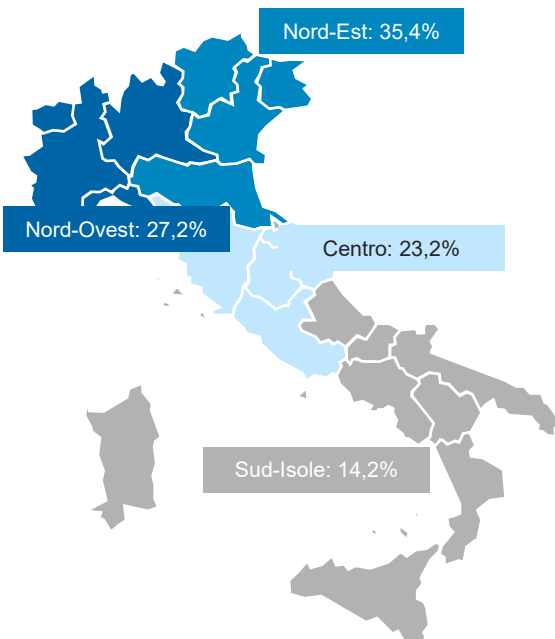 Nord-Est: 35,4%
Nord-Ovest: 27,2%
Centro: 23,2%
Sud-Isole: 14,2%